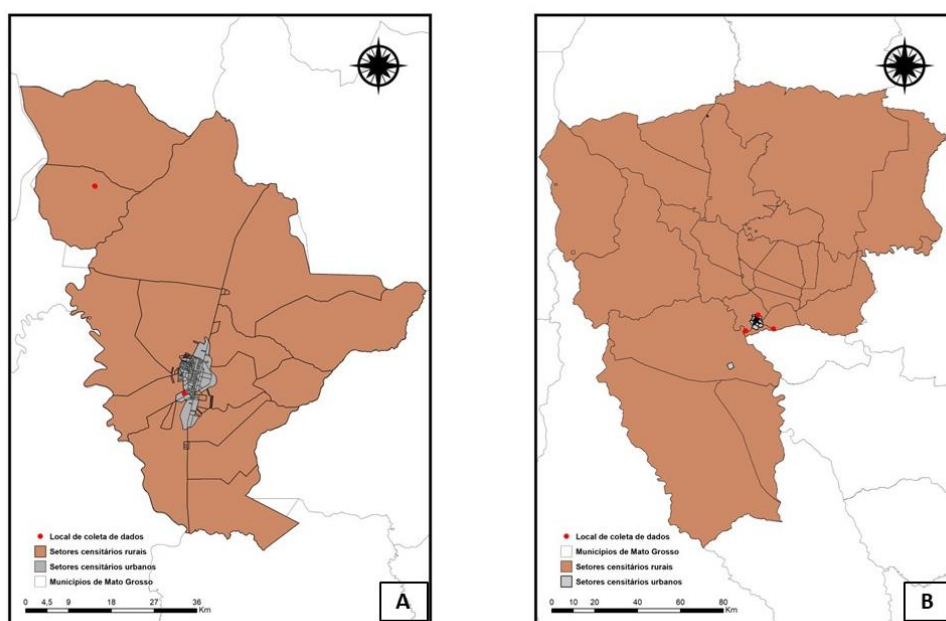 Local de coleta de dados
Setores censitários rurais
Setores censitários urbanos
Municípios de Mato Grosso
0 4,5 9 18 27 36
Km
A
Local de coleta de dados
Municípios de Mato Grosso
Setores censitários rurais
Setores censitários urbanos
0 10 20 40 60 80
Km
B